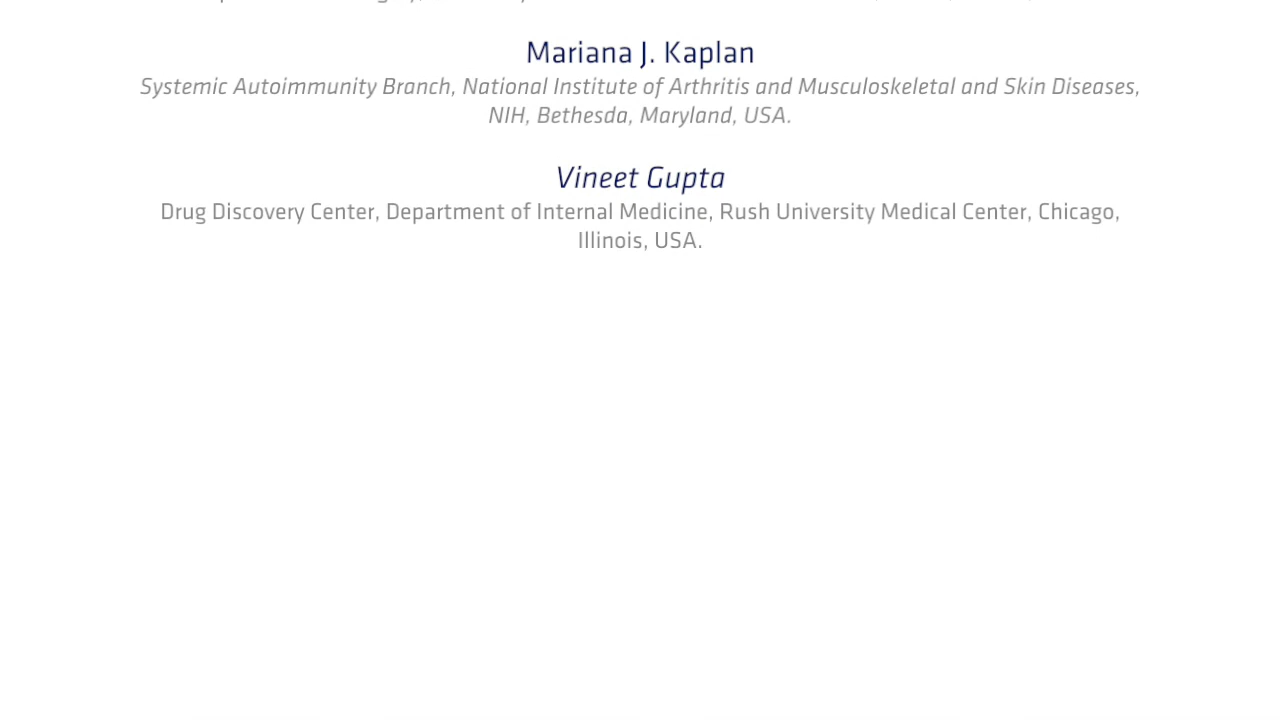 Mariana J. Kaplan
Systemic Autoimmunity Branch, National Institute of Arthritis and Musculoskeletal and Skin Diseases,
NIH, Bethesda, Maryland, USA.
Vineet Gupta
Drug Discovery Center, Department of Internal Medicine, Rush University Medical Center, Chicago,
Illinois, USA.